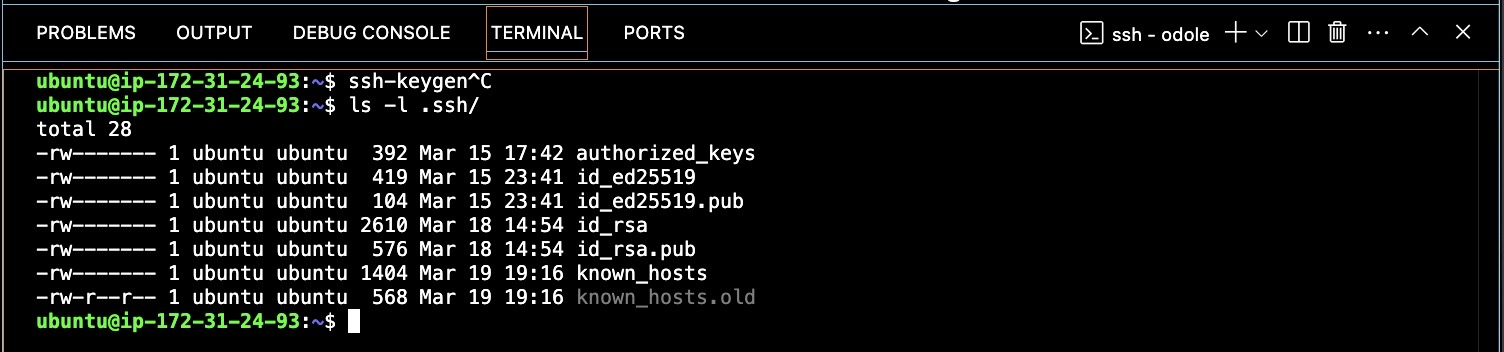 PROBLEMS OUTPUT DEBUG CONSOLE TERMINAL PORTS ssh - odole
ubuntu@ip-172-31-24-93:~$ ssh-keygen^C
ubuntu@ip-172-31-24-93:~$ ls -l .ssh/
total 28
-rw------- 1 ubuntu ubuntu  392 Mar 15 17:42 authorized_keys
-rw------- 1 ubuntu ubuntu  419 Mar 15 23:41 id_ed25519
-rw------- 1 ubuntu ubuntu  104 Mar 15 23:41 id_ed25519.pub
-rw------- 1 ubuntu ubuntu 2610 Mar 18 14:54 id_rsa
-rw------- 1 ubuntu ubuntu  576 Mar 18 14:54 id_rsa.pub
-rw------- 1 ubuntu ubuntu 1404 Mar 19 19:16 known_hosts
-rw-r--r-- 1 ubuntu ubuntu  568 Mar 19 19:16 known_hosts.old
ubuntu@ip-172-31-24-93:~$